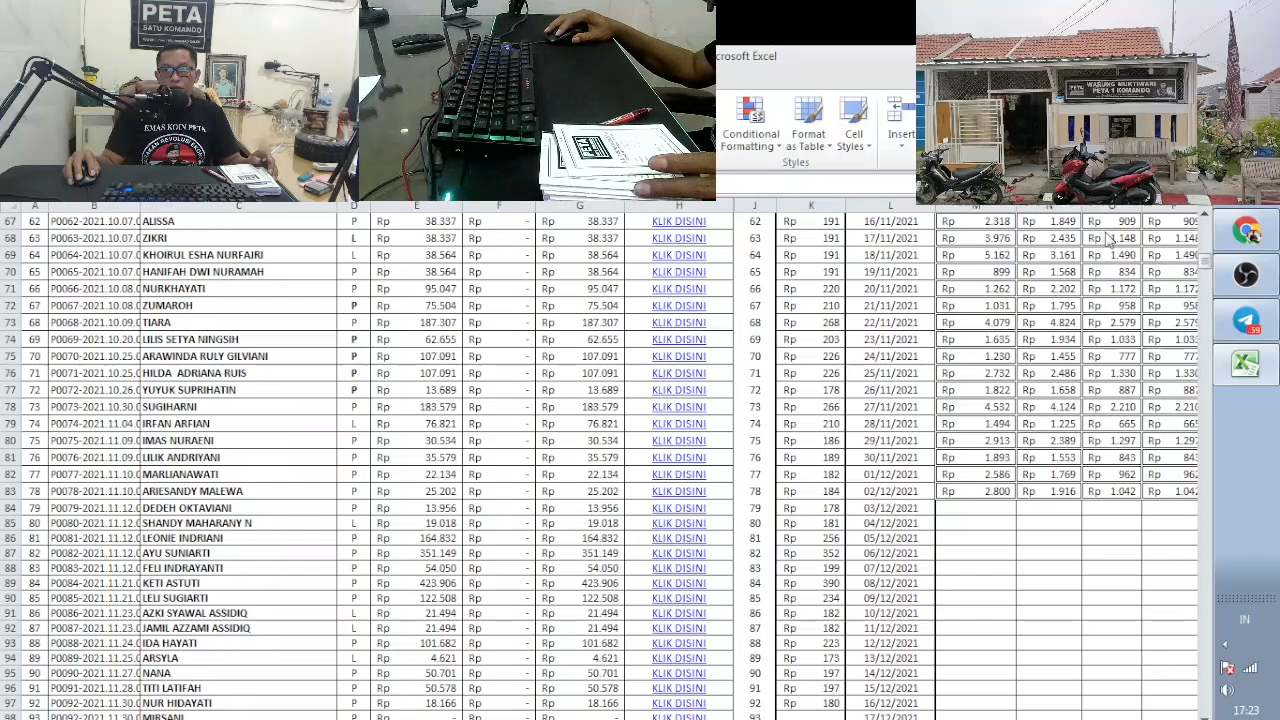 PETA
SATU KOMANDO
EMAS KOIN PETA
PETA
crosoft Excel
Conditional Formatting
Format as Table
Cell Styles
Insert
Styles
WARUNG MUKTIWARI
PETA 1 KOMANDO
A B C D E F G H J K L M N O P
67 62 P0062-2021.10.07.0 ALISSA P Rp 38.337 Rp - Rp 38.337 KLIK DISINI 62 Rp 191 16/11/2021 Rp 2.318 Rp 1.849 Rp 909 Rp 909
68 63 P0063-2021.10.07.0 ZIKRI L Rp 38.337 Rp - Rp 38.337 KLIK DISINI 63 Rp 191 17/11/2021 Rp 3.976 Rp 2.435 Rp 1.148 Rp 1.148
69 64 P0064-2021.10.08.0 KHOIRUL ESHA NURFAJRI L Rp 38.564 Rp - Rp 38.564 KLIK DISINI 64 Rp 191 18/11/2021 Rp 5.162 Rp 3.161 Rp 1.490 Rp 1.490
70 65 P0065-2021.10.08.0 HANIFAH DWI NURAMAH P Rp 38.564 Rp - Rp 38.564 KLIK DISINI 65 Rp 191 19/11/2021 Rp 899 Rp 1.568 Rp 834 Rp 834
71 66 P0066-2021.10.08.0 NURKHAYATI P Rp 95.047 Rp - Rp 95.047 KLIK DISINI 66 Rp 220 20/11/2021 Rp 1.262 Rp 2.202 Rp 1.172 Rp 1.172
72 67 P0067-2021.10.08.0 ZUMAROH P Rp 75.504 Rp - Rp 75.504 KLIK DISINI 67 Rp 210 21/11/2021 Rp 1.031 Rp 1.795 Rp 958 Rp 958
73 68 P0068-2021.10.09.0 TIARA P Rp 187.307 Rp - Rp 187.307 KLIK DISINI 68 Rp 268 22/11/2021 Rp 4.079 Rp 4.824 Rp 2.579 Rp 2.579
74 69 P0069-2021.10.20.0 LILIS SETYA NINGSIH P Rp 62.655 Rp - Rp 62.655 KLIK DISINI 69 Rp 203 23/11/2021 Rp 1.635 Rp 1.934 Rp 1.033 Rp 1.033
75 70 P0070-2021.10.25.0 ARAWINDA RULY GILVIANI P Rp 107.091 Rp - Rp 107.091 KLIK DISINI 70 Rp 226 24/11/2021 Rp 1.230 Rp 1.455 Rp 777 Rp 777
76 71 P0071-2021.10.25.0 HILDA ADRIANA RUIS P Rp 107.091 Rp - Rp 107.091 KLIK DISINI 71 Rp 226 25/11/2021 Rp 2.732 Rp 2.486 Rp 1.330 Rp 1.330
77 72 P0072-2021.10.26.0 YUYUK SUPRIHATIN P Rp 13.689 Rp - Rp 13.689 KLIK DISINI 72 Rp 178 26/11/2021 Rp 1.822 Rp 1.658 Rp 887 Rp 887
78 73 P0073-2021.10.30.0 SUGIHARNI P Rp 183.579 Rp - Rp 183.579 KLIK DISINI 73 Rp 266 27/11/2021 Rp 4.532 Rp 4.124 Rp 2.210 Rp 2.210
79 74 P0074-2021.11.04.0 IRFAN ARFIAN L Rp 76.821 Rp - Rp 76.821 KLIK DISINI 74 Rp 210 28/11/2021 Rp 1.494 Rp 1.225 Rp 665 Rp 665
80 75 P0075-2021.11.09.0 IMAS NURAENI P Rp 30.534 Rp - Rp 30.534 KLIK DISINI 75 Rp 186 29/11/2021 Rp 2.913 Rp 2.389 Rp 1.297 Rp 1.297
81 76 P0076-2021.11.09.0 LILIK ANDRIYANI P Rp 35.579 Rp - Rp 35.579 KLIK DISINI 76 Rp 189 30/11/2021 Rp 1.893 Rp 1.553 Rp 843 Rp 843
82 77 P0077-2021.11.10.0 MARLIANAWATI P Rp 22.134 Rp - Rp 22.134 KLIK DISINI 77 Rp 182 01/12/2021 Rp 2.586 Rp 1.769 Rp 962 Rp 962
83 78 P0078-2021.11.10.0 ARIESANDY MALEWA P Rp 25.202 Rp - Rp 25.202 KLIK DISINI 78 Rp 184 02/12/2021 Rp 2.800 Rp 1.916 Rp 1.042 Rp 1.042
84 79 P0079-2021.11.12.0 DEDEH OKTAVIANI P Rp 13.956 Rp - Rp 13.956 KLIK DISINI 79 Rp 178 03/12/2021
85 80 P0080-2021.11.12.0 SHANDY MAHARANY N L Rp 19.018 Rp - Rp 19.018 KLIK DISINI 80 Rp 181 04/12/2021
86 81 P0081-2021.11.12.0 LEONIE INDRIANI P Rp 164.832 Rp - Rp 164.832 KLIK DISINI 81 Rp 256 05/12/2021
87 82 P0082-2021.11.12.0 AYU SUNIARTI P Rp 351.149 Rp - Rp 351.149 KLIK DISINI 82 Rp 352 06/12/2021
88 83 P0083-2021.11.12.0 FELI INDRAYANTI P Rp 54.050 Rp - Rp 54.050 KLIK DISINI 83 Rp 199 07/12/2021
89 84 P0084-2021.11.21.0 KETI ASTUTI P Rp 423.906 Rp - Rp 423.906 KLIK DISINI 84 Rp 390 08/12/2021
90 85 P0085-2021.11.21.0 LELI SUGIARTI P Rp 122.508 Rp - Rp 122.508 KLIK DISINI 85 Rp 234 09/12/2021
91 86 P0086-2021.11.23.0 AZKI SYAWAL ASSIDIQ L Rp 21.494 Rp - Rp 21.494 KLIK DISINI 86 Rp 182 10/12/2021
92 87 P0087-2021.11.23.0 JAMIL AZZAMI ASSIDIQ L Rp 21.494 Rp - Rp 21.494 KLIK DISINI 87 Rp 182 11/12/2021
93 88 P0088-2021.11.24.0 IDA HAYATI P Rp 101.682 Rp - Rp 101.682 KLIK DISINI 88 Rp 223 12/12/2021
94 89 P0089-2021.11.25.0 ARSYLA L Rp 4.621 Rp - Rp 4.621 KLIK DISINI 89 Rp 173 13/12/2021
95 90 P0090-2021.11.27.0 NANA P Rp 50.701 Rp - Rp 50.701 KLIK DISINI 90 Rp 197 14/12/2021
96 91 P0091-2021.11.28.0 TITI LATIFAH P Rp 50.578 Rp - Rp 50.578 KLIK DISINI 91 Rp 197 15/12/2021
97 92 P0092-2021.11.30.0 NUR HIDAYATI P Rp 18.166 Rp - Rp 18.166 KLIK DISINI 92 Rp 180 16/12/2021
98 MIRSANI 93 17/12/2021
59
IN
17:23